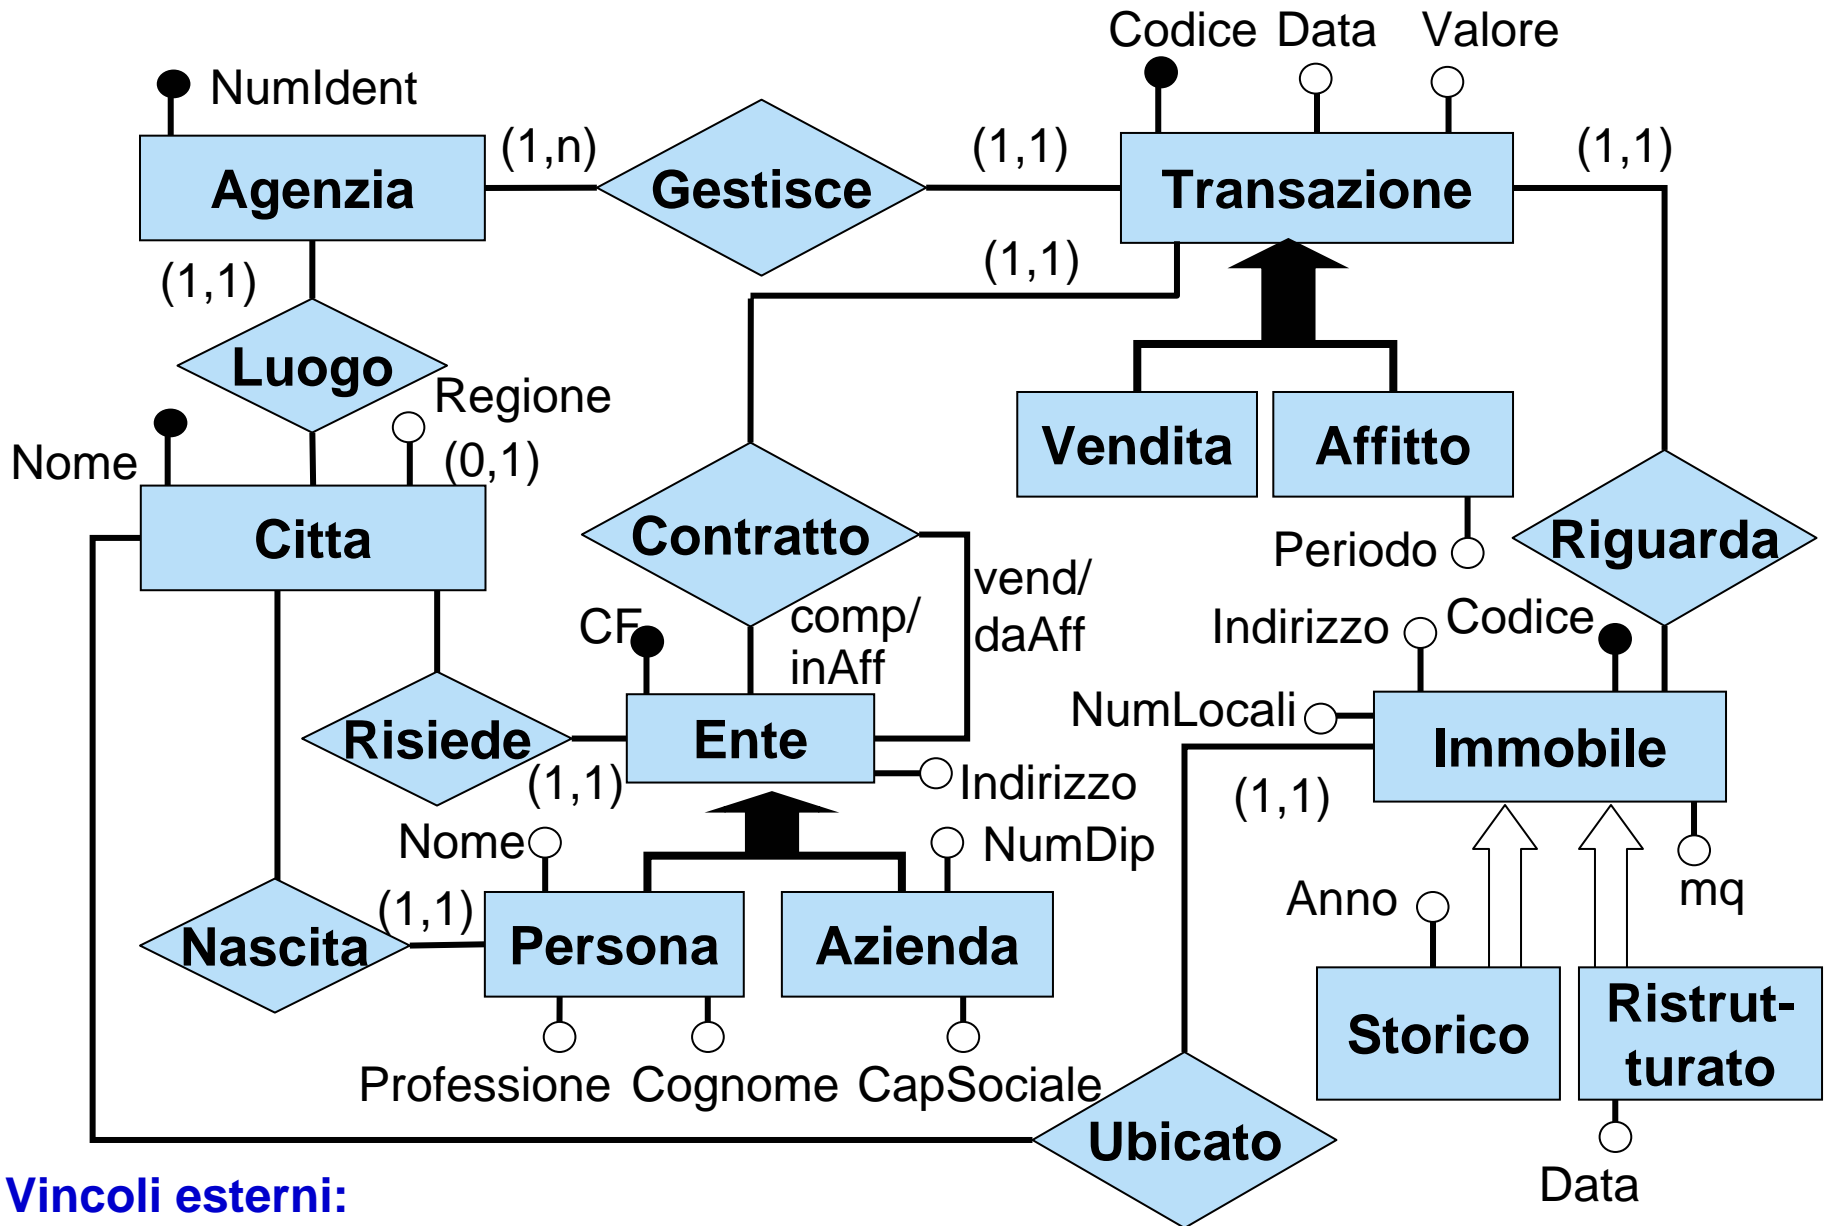 Codice Data Valore
NumIdent
(1,n) (1,1) (1,1)
Agenzia Gestisce Transazione
(1,1) (1,1)
Luogo
Regione
Nome (0,1)
Vendita Affitto
Citta Contratto Periodo Riguarda
vend/
daAff
CF comp/
inAff
Indirizzo Codice
NumLocali
Risiede Ente Immobile
(1,1) Indirizzo (1,1)
Nome NumDip
(1,1) Anno mq
Nascita Persona Azienda
Storico Ristrut-
turato
Professione Cognome CapSociale
Ubicato
Data
Vincoli esterni: